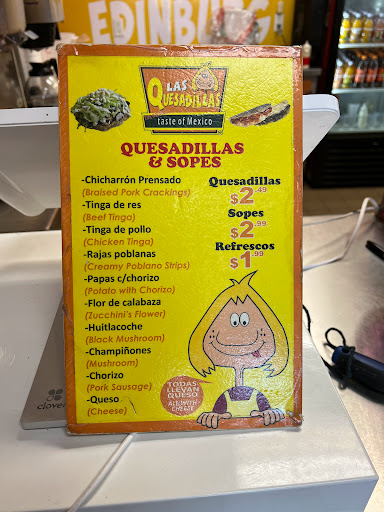 EDINBURG
LAS
QUESADILLAS
taste of Mexico
QUESADILLAS
& SOPES
-Chicharrón Prensado
(Braised Pork Crackings)
-Tinga de res
(Beef Tinga)
-Tinga de pollo
(Chicken Tinga)
-Rajas poblanas
(Creamy Poblano Strips)
-Papas c/chorizo
(Potato with Chorizo)
-Flor de calabaza
(Zucchini's Flower)
-Huitlacoche
(Black Mushroom)
-Champiñones
(Mushroom)
-Chorizo
(Pork Sausage)
-Queso
(Cheese)
Quesadillas
$2.49
Sopes
$2.99
Refrescos
$1.99
TODAS
LLEVAN
QUESO
ALL WITH
CHEESE
clover